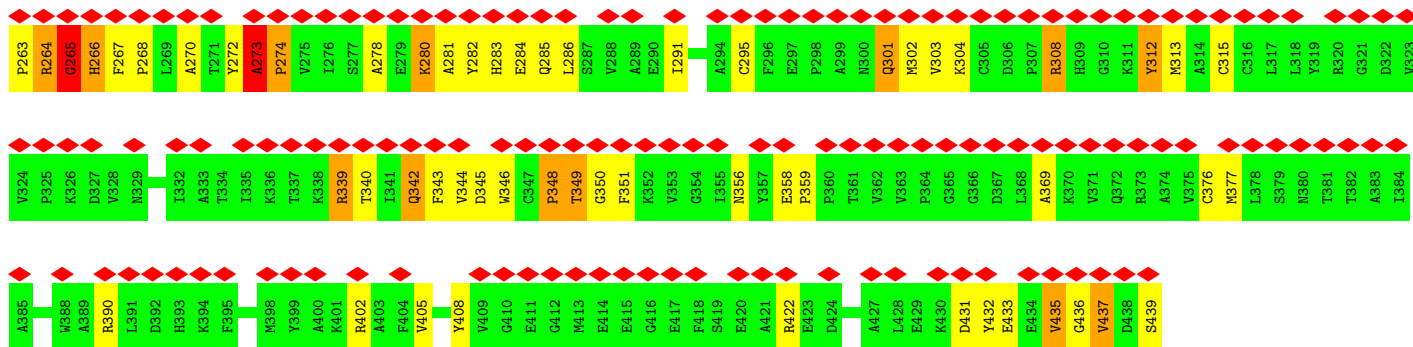 P263 R264 G265 H266 F267 P268 L269 A270 T271 Y272 A273 P274 V275 I276 S277 A278 E279 K280 A281 Y282 H283 E284 Q285 L286 S287 V288 A289 E290 I291 A294 C295 F296 E297 P298 A299 N300 Q301 M302 V303 K304 C305 D306 P307 R308 H309 G310 K311 Y312 M313 A314 C315 C316 L317 L318 Y319 R320 G321 D322 V323
V324 P325 K326 D327 V328 N329 I332 A333 T334 I335 K336 T337 K338 R339 T340 I341 Q342 F343 V344 D345 W346 C347 P348 T349 G350 F351 K352 V353 G354 I355 N356 Y357 E358 P359 P360 T361 V362 V363 P364 G365 G366 D367 L368 A369 K370 V371 Q372 R373 A374 V375 C376 M377 L378 S379 N380 T381 T382 A383 I384
A385 W388 A389 R390 L391 D392 H393 K394 F395 M398 Y399 A400 K401 R402 A403 F404 V405 Y408 V409 G410 E411 G412 M413 E414 E415 G416 E417 F418 S419 E420 A421 R422 E423 D424 A427 L428 E429 K430 D431 Y432 E433 E434 V435 G436 V437 D438 S439